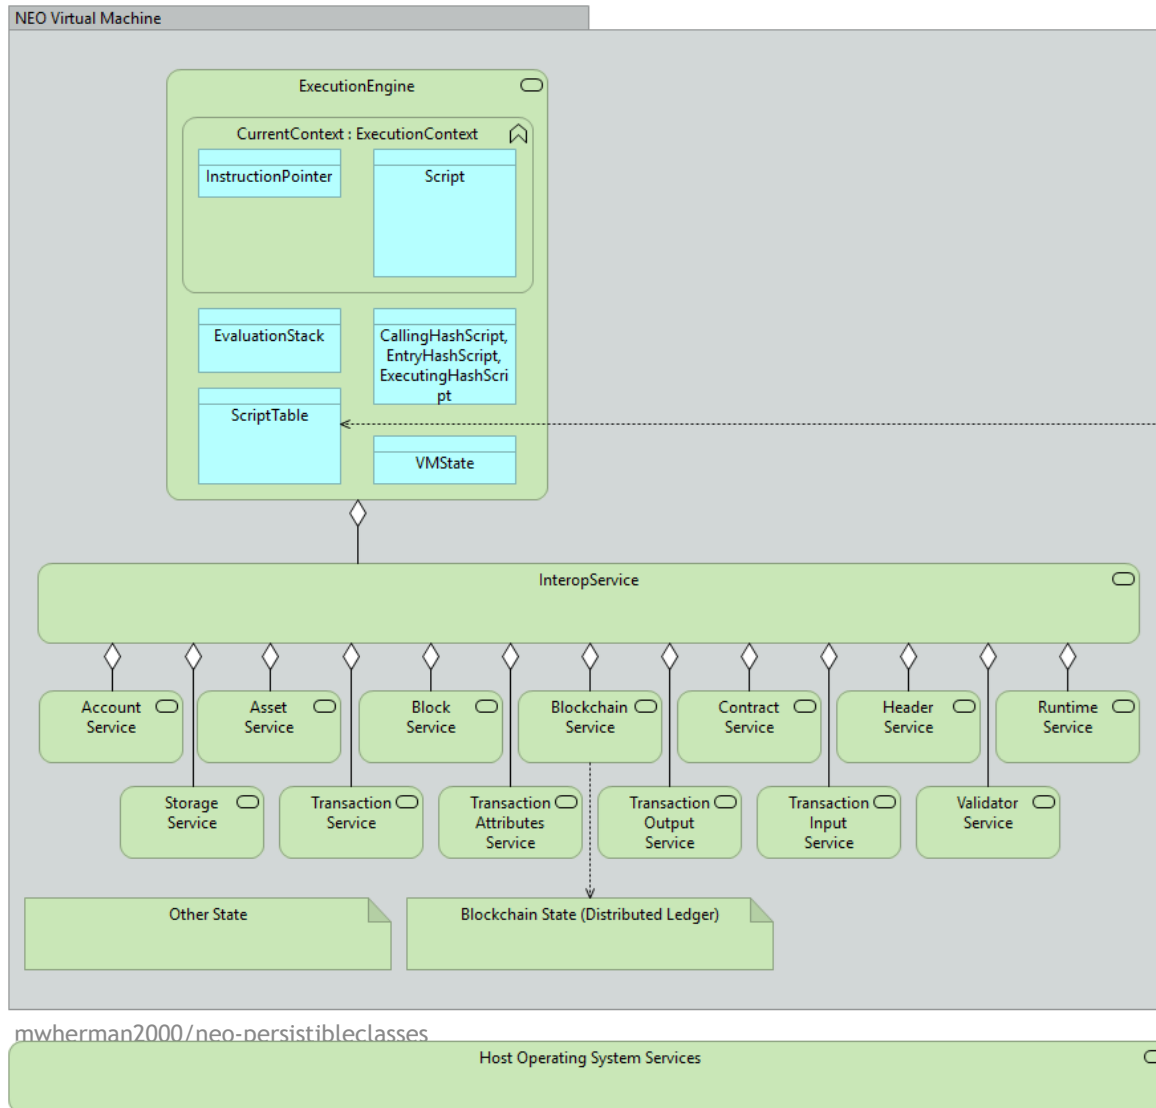 NEO Virtual Machine
ExecutionEngine
CurrentContext : ExecutionContext
InstructionPointer
Script
EvaluationStack
CallingHashScript,
EntryHashScript,
ExecutingHashScri
pt
ScriptTable
VMState
InteropService
Account
Service
Asset
Service
Block
Service
Blockchain
Service
Contract
Service
Header
Service
Runtime
Service
Storage
Service
Transaction
Service
Transaction
Attributes
Service
Transaction
Output
Service
Transaction
Input
Service
Validator
Service
Other State
Blockchain State (Distributed Ledger)
mwherman2000/neo-persistibleclasses
Host Operating System Services